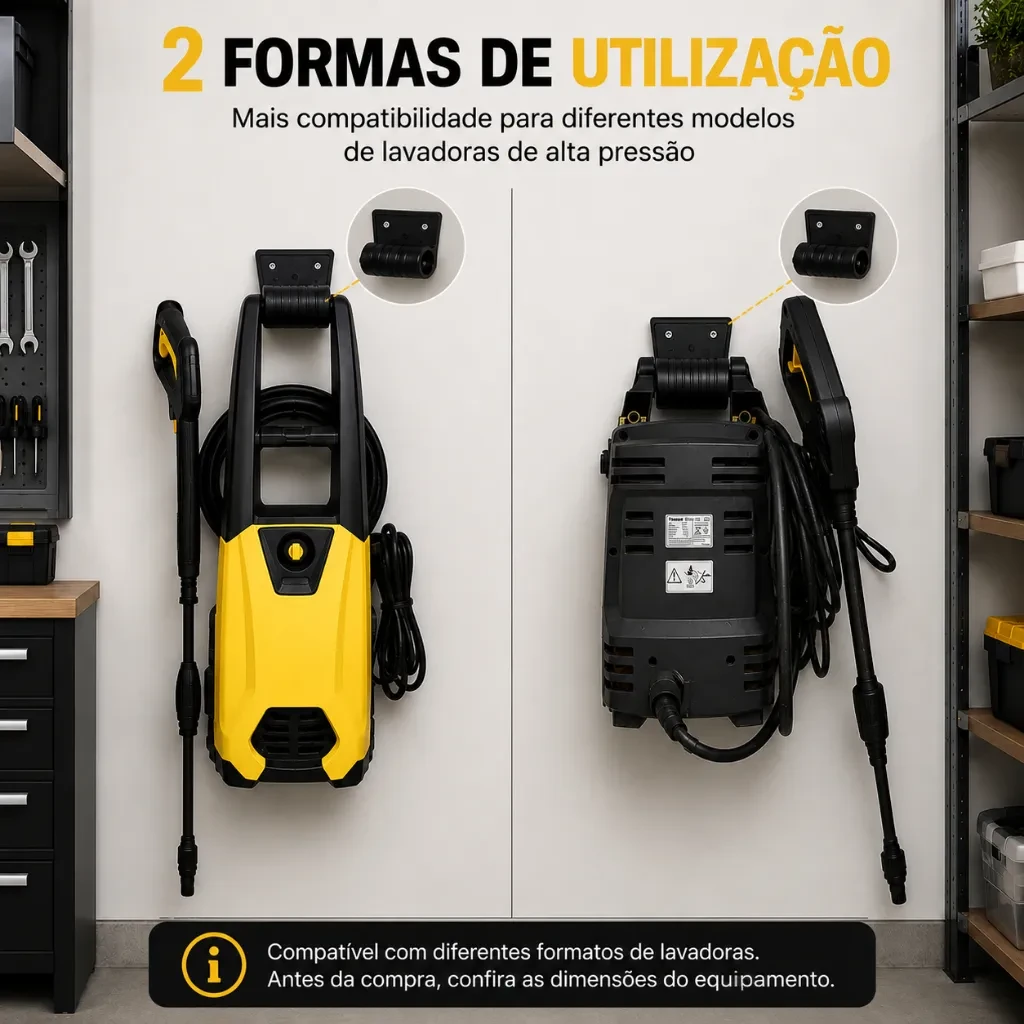 2 FORMAS DE UTILIZAÇÃO
Mais compatibilidade para diferentes modelos
de lavadoras de alta pressão
Compatível com diferentes formatos de lavadoras.
Antes da compra, confira as dimensões do equipamento.